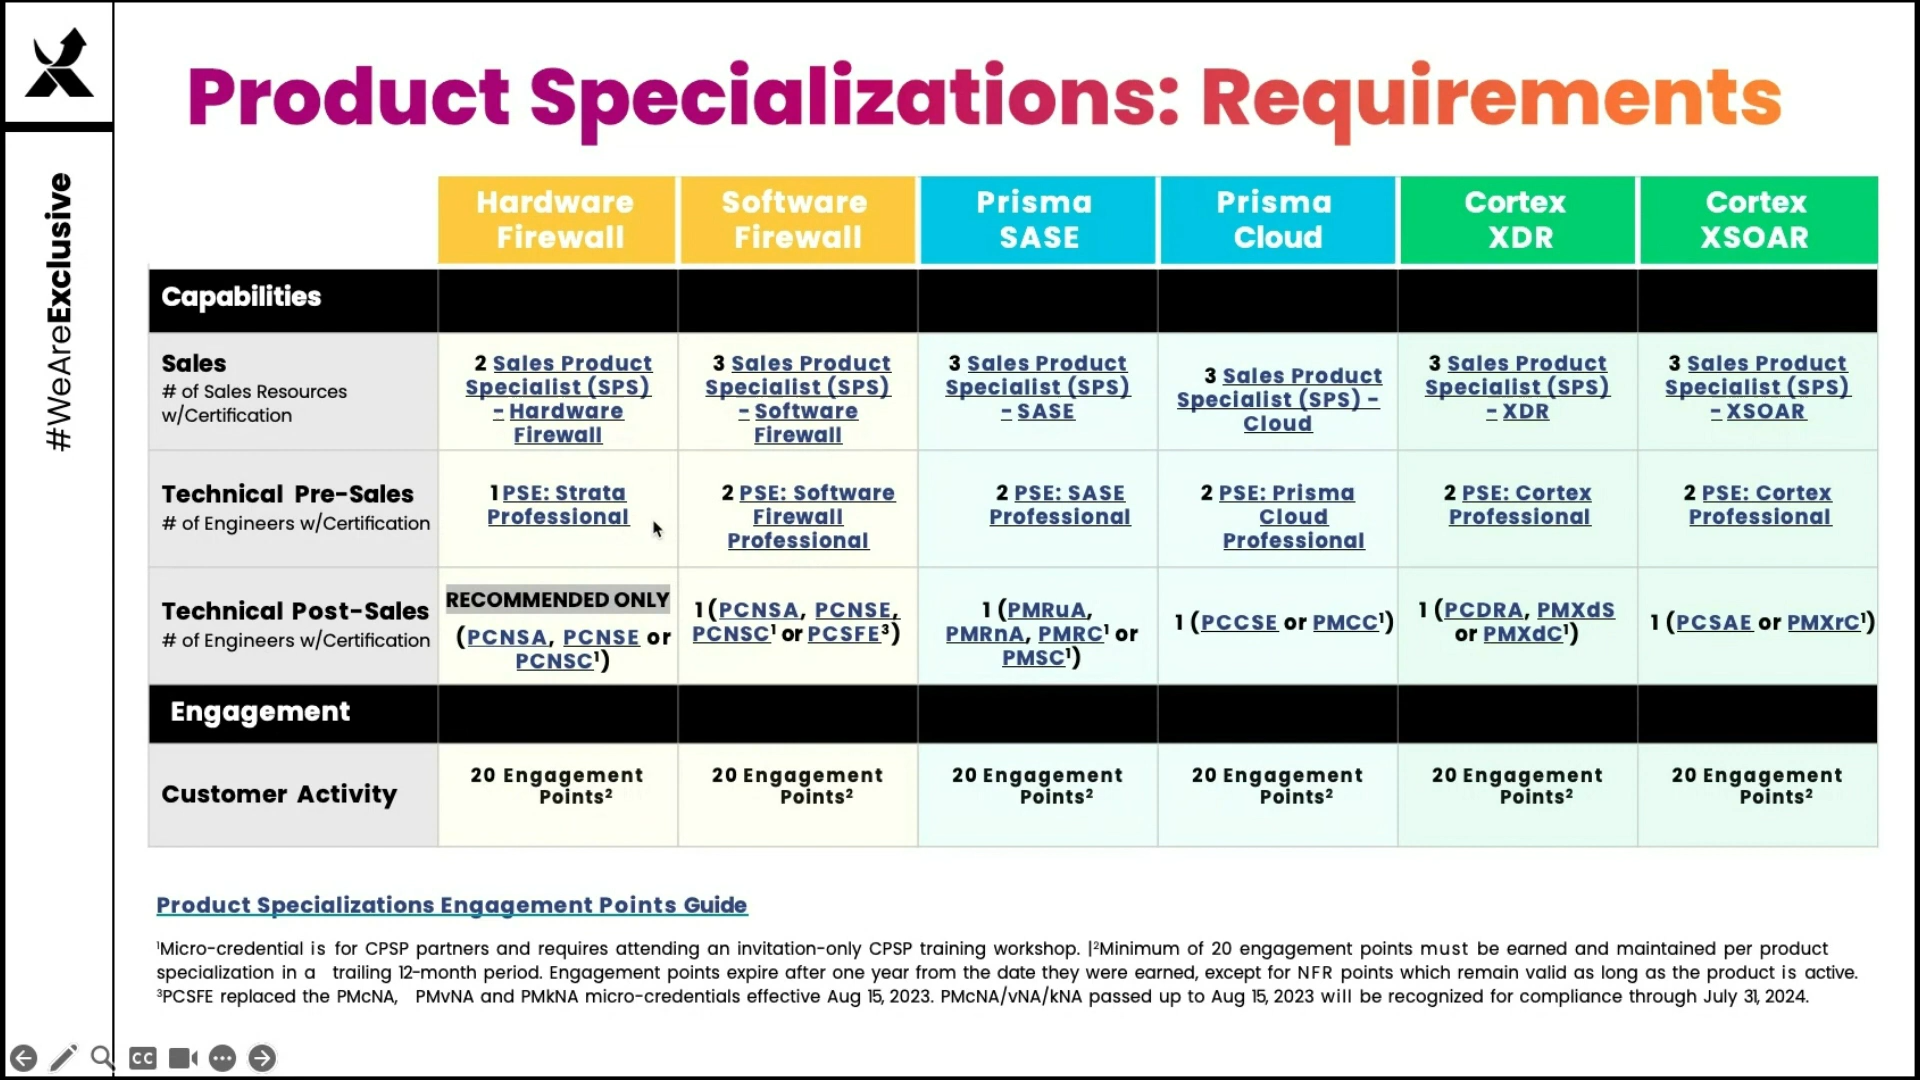 Product Specializations: Requirements
#WeAreExclusive
Hardware
Firewall
Software
Firewall
Prisma
SASE
Prisma
Cloud
Cortex
XDR
Cortex
XSOAR
Capabilities
Sales
# of Sales Resources
w/Certification
2 Sales Product
Specialist (SPS)
- Hardware
Firewall
3 Sales Product
Specialist (SPS)
- Software
Firewall
3 Sales Product
Specialist (SPS)
- SASE
3 Sales Product
Specialist (SPS) -
Cloud
3 Sales Product
Specialist (SPS)
- XDR
3 Sales Product
Specialist (SPS)
- XSOAR
Technical Pre-Sales
# of Engineers w/Certification
1 PSE: Strata
Professional
2 PSE: Software
Firewall
Professional
2 PSE: SASE
Professional
2 PSE: Prisma
Cloud
Professional
2 PSE: Cortex
Professional
2 PSE: Cortex
Professional
Technical Post-Sales
# of Engineers w/Certification
RECOMMENDED ONLY
(PCNSA, PCNSE or
PCNSC¹)
1 (PCNSA, PCNSE,
PCNSC¹ or PCSFE³)
1 (PMRuA,
PMRnA, PMRC¹ or
PMSC¹)
1 (PCCSE or PMCC¹)
1 (PCDRA, PMXdS
or PMXdC¹)
1 (PCSAE or PMXrC¹)
Engagement
Customer Activity
20 Engagement
Points²
20 Engagement
Points²
20 Engagement
Points²
20 Engagement
Points²
20 Engagement
Points²
20 Engagement
Points²
Product Specializations Engagement Points Guide
¹Micro-credential is for CPSP partners and requires attending an invitation-only CPSP training workshop. |²Minimum of 20 engagement points must be earned and maintained per product
specialization in a trailing 12-month period. Engagement points expire after one year from the date they were earned, except for NFR points which remain valid as long as the product is active.
³PCSFE replaced the PMcNA, PMvNA and PMkNA micro-credentials effective Aug 15, 2023. PMcNA/vNA/kNA passed up to Aug 15, 2023 will be recognized for compliance through July 31, 2024.
CC